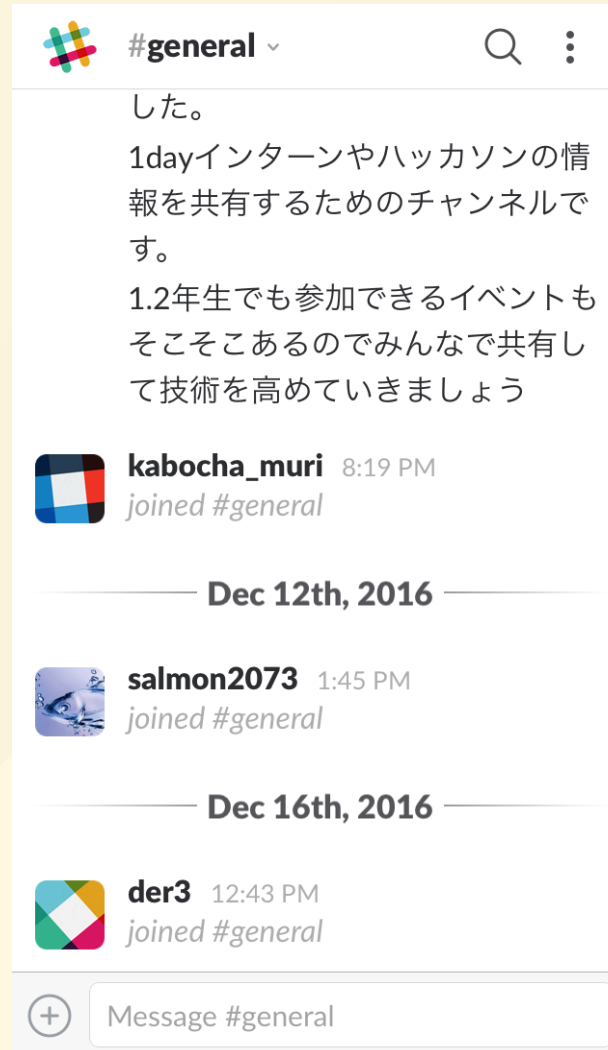 #general
した。
1dayインターンやハッカソンの情
報を共有するためのチャンネルで
す。
1.2年生でも参加できるイベントも
そこそこあるのでみんなで共有し
て技術を高めていきましょう
kabocha_muri 8:19 PM
joined #general
Dec 12th, 2016
salmon2073 1:45 PM
joined #general
Dec 16th, 2016
der3 12:43 PM
joined #general
Message #general